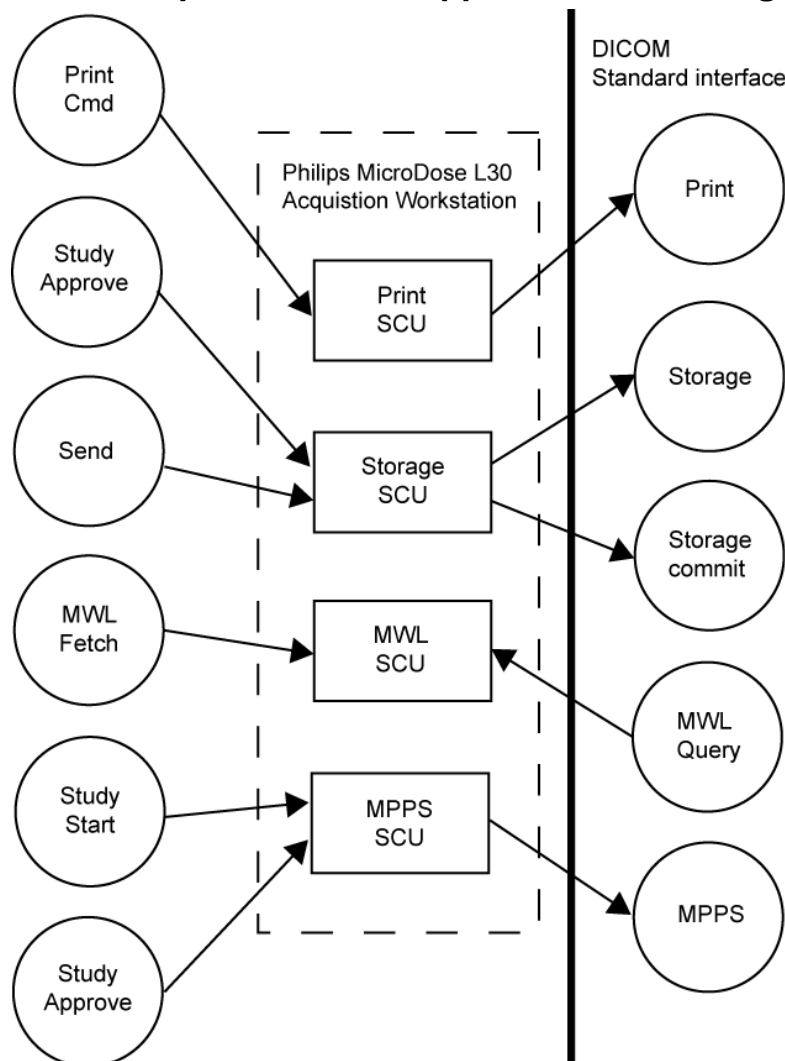 DICOM
Standard interface
Print
Cmd
Philips MicroDose L30
Acquistion Workstation
Print
Print
SCU
Study
Approve
Storage
Send
Storage
SCU
Storage
commit
MWL
Fetch
MWL
SCU
MWL
Query
Study
Start
MPPS
SCU
MPPS
Study
Approve